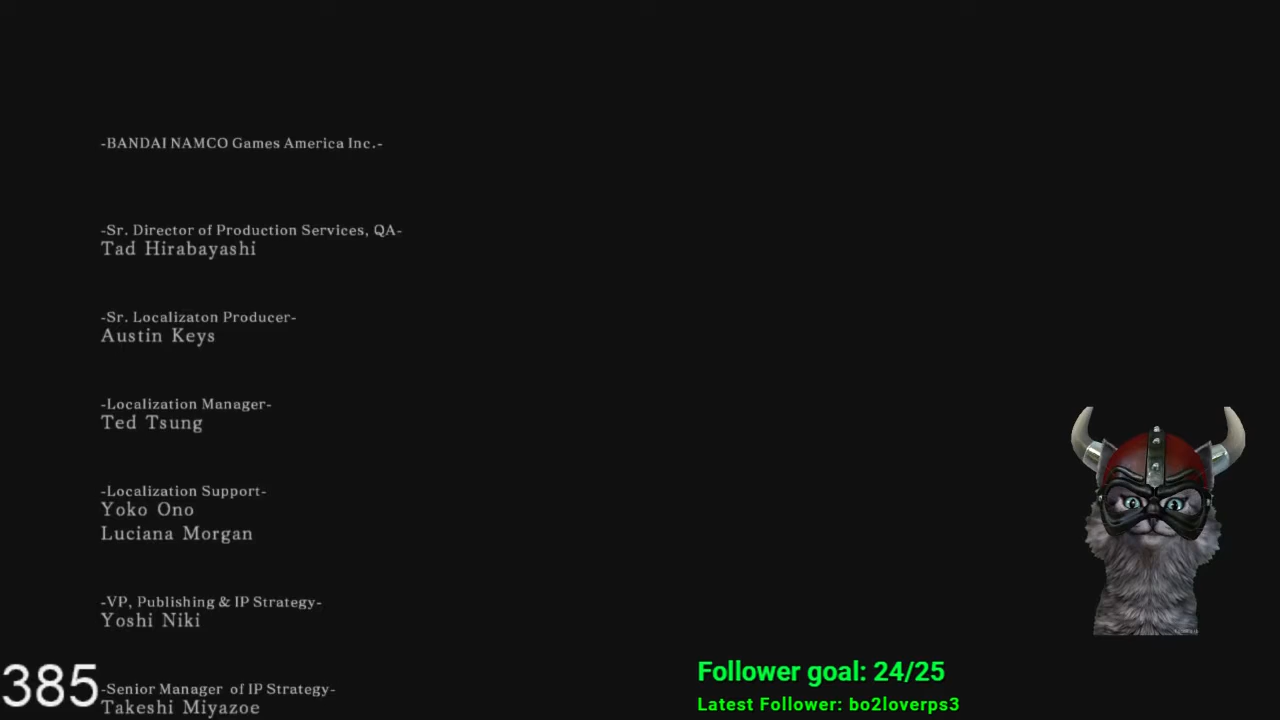 -BANDAI NAMCO Games America Inc.-
-Sr. Director of Production Services, QA-
Tad Hirabayashi
-Sr. Localizaton Producer-
Austin Keys
-Localization Manager-
Ted Tsung
-Localization Support-
Yoko Ono
Luciana Morgan
-VP, Publishing & IP Strategy-
Yoshi Niki
-Senior Manager of IP Strategy-
Takeshi Miyazoe
385
Follower goal: 24/25
Latest Follower: bo2loverps3